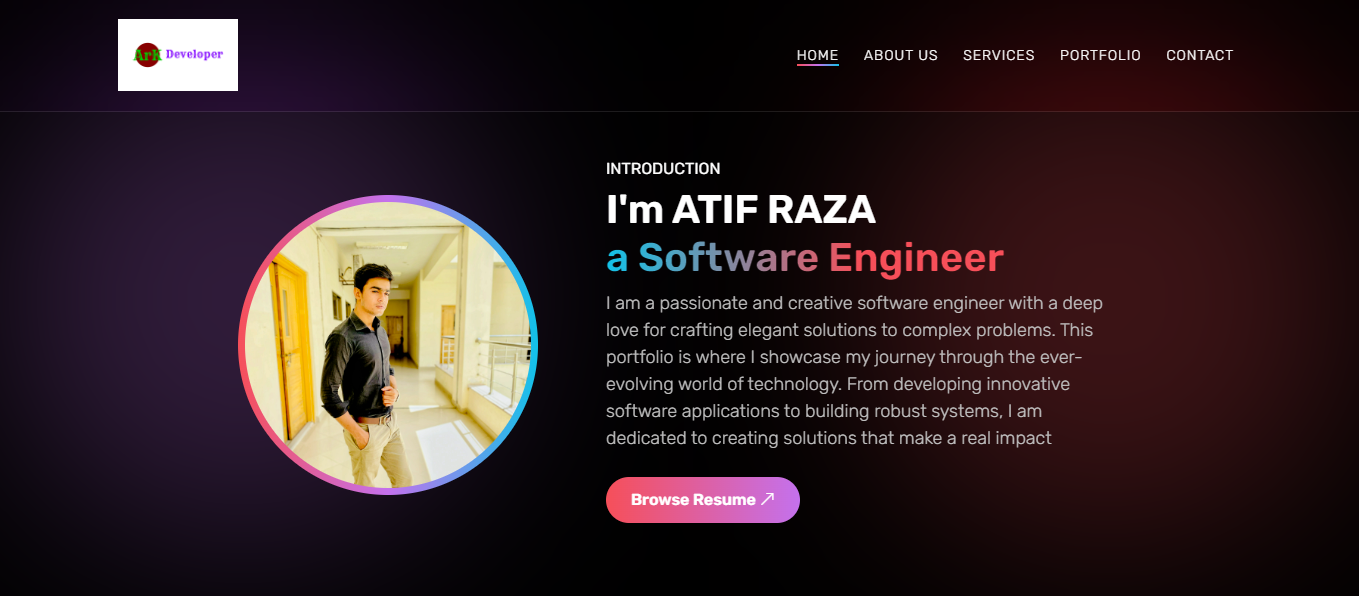 ArK Developer
HOME ABOUT US SERVICES PORTFOLIO CONTACT
INTRODUCTION
I'm ATIF RAZA
a Software Engineer
I am a passionate and creative software engineer with a deep
love for crafting elegant solutions to complex problems. This
portfolio is where I showcase my journey through the ever-
evolving world of technology. From developing innovative
software applications to building robust systems, I am
dedicated to creating solutions that make a real impact
Browse Resume